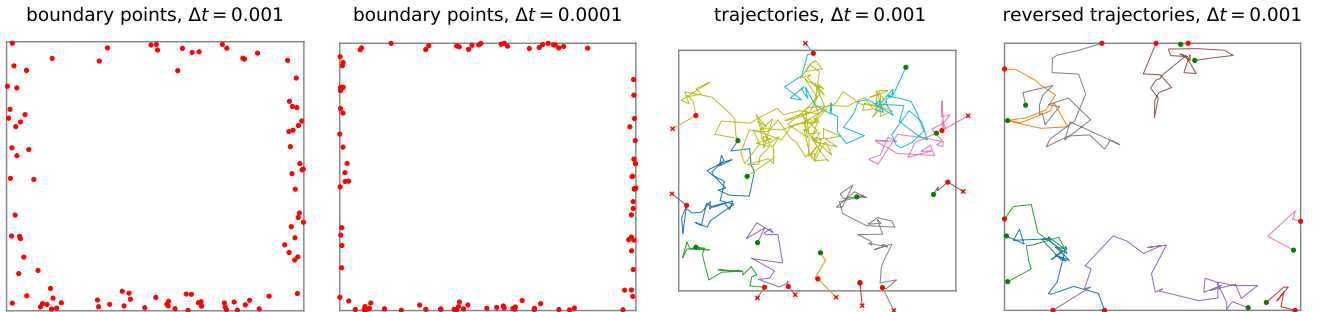 boundary points, Δt = 0.001
boundary points, Δt = 0.0001
trajectories, Δt = 0.001
reversed trajectories, Δt = 0.001